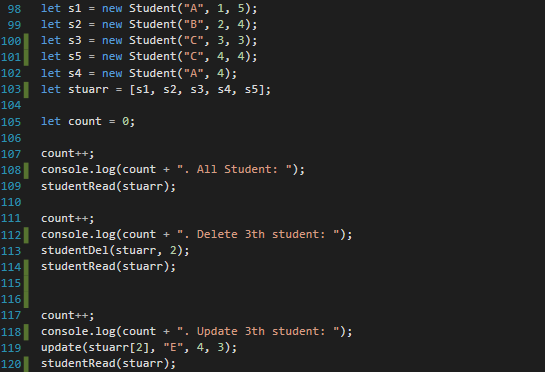 98 let s1 = new Student("A", 1, 5);
99 let s2 = new Student("B", 2, 4);
100 let s3 = new Student("C", 3, 3);
101 let s5 = new Student("C", 4, 4);
102 let s4 = new Student("A", 4);
103 let stuarr = [s1, s2, s3, s4, s5];
104
105 let count = 0;
106
107 count++;
108 console.log(count + ". All Student: ");
109 studentRead(stuarr);
110
111 count++;
112 console.log(count + ". Delete 3th student: ");
113 studentDel(stuarr, 2);
114 studentRead(stuarr);
115
116
117 count++;
118 console.log(count + ". Update 3th student: ");
119 update(stuarr[2], "E", 4, 3);
120 studentRead(stuarr);